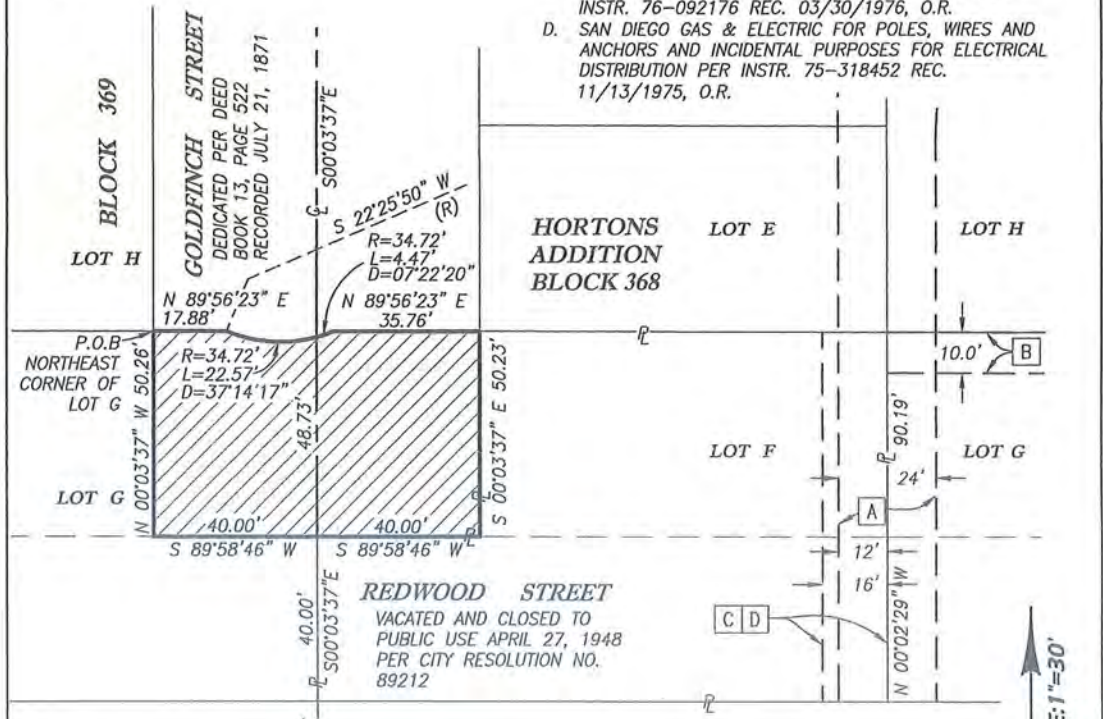 INSTR. 76-092176 REC. 03/30/1976, O.R.
D. SAN DIEGO GAS & ELECTRIC FOR POLES, WIRES AND
ANCHORS AND INCIDENTAL PURPOSES FOR ELECTRICAL
DISTRIBUTION PER INSTR. 75-318452 REC.
11/13/1975, O.R.
BLOCK 369
LOT H
GOLDFINCH STREET
DEDICATED PER DEED
BOOK 13, PAGE 522
RECORDED JULY 21, 1871
S00°03'37"E
S 22°25'50" W
(R)
R=34.72'
L=4.47'
D=07°22'20"
N 89°56'23" E
17.88'
N 89°56'23" E
35.76'
HORTONS
ADDITION
BLOCK 368
LOT E
LOT H
P.O.B
NORTHEAST
CORNER OF
LOT G
N 00°03'37" W 50.26'
R=34.72'
L=22.57'
D=37°14'17"
48.73'
S 00°03'37" E 50.23'
10.0'
B
90.19'
LOT F
LOT G
24'
LOT G
A
40.00'
40.00'
S 89°58'46" W
S 89°58'46" W
12'
16'
REDWOOD STREET
VACATED AND CLOSED TO
PUBLIC USE APRIL 27, 1948
PER CITY RESOLUTION NO.
89212
40.00'
S00°03'37"E
C D
N 00°02'29" W
E:1"=30'